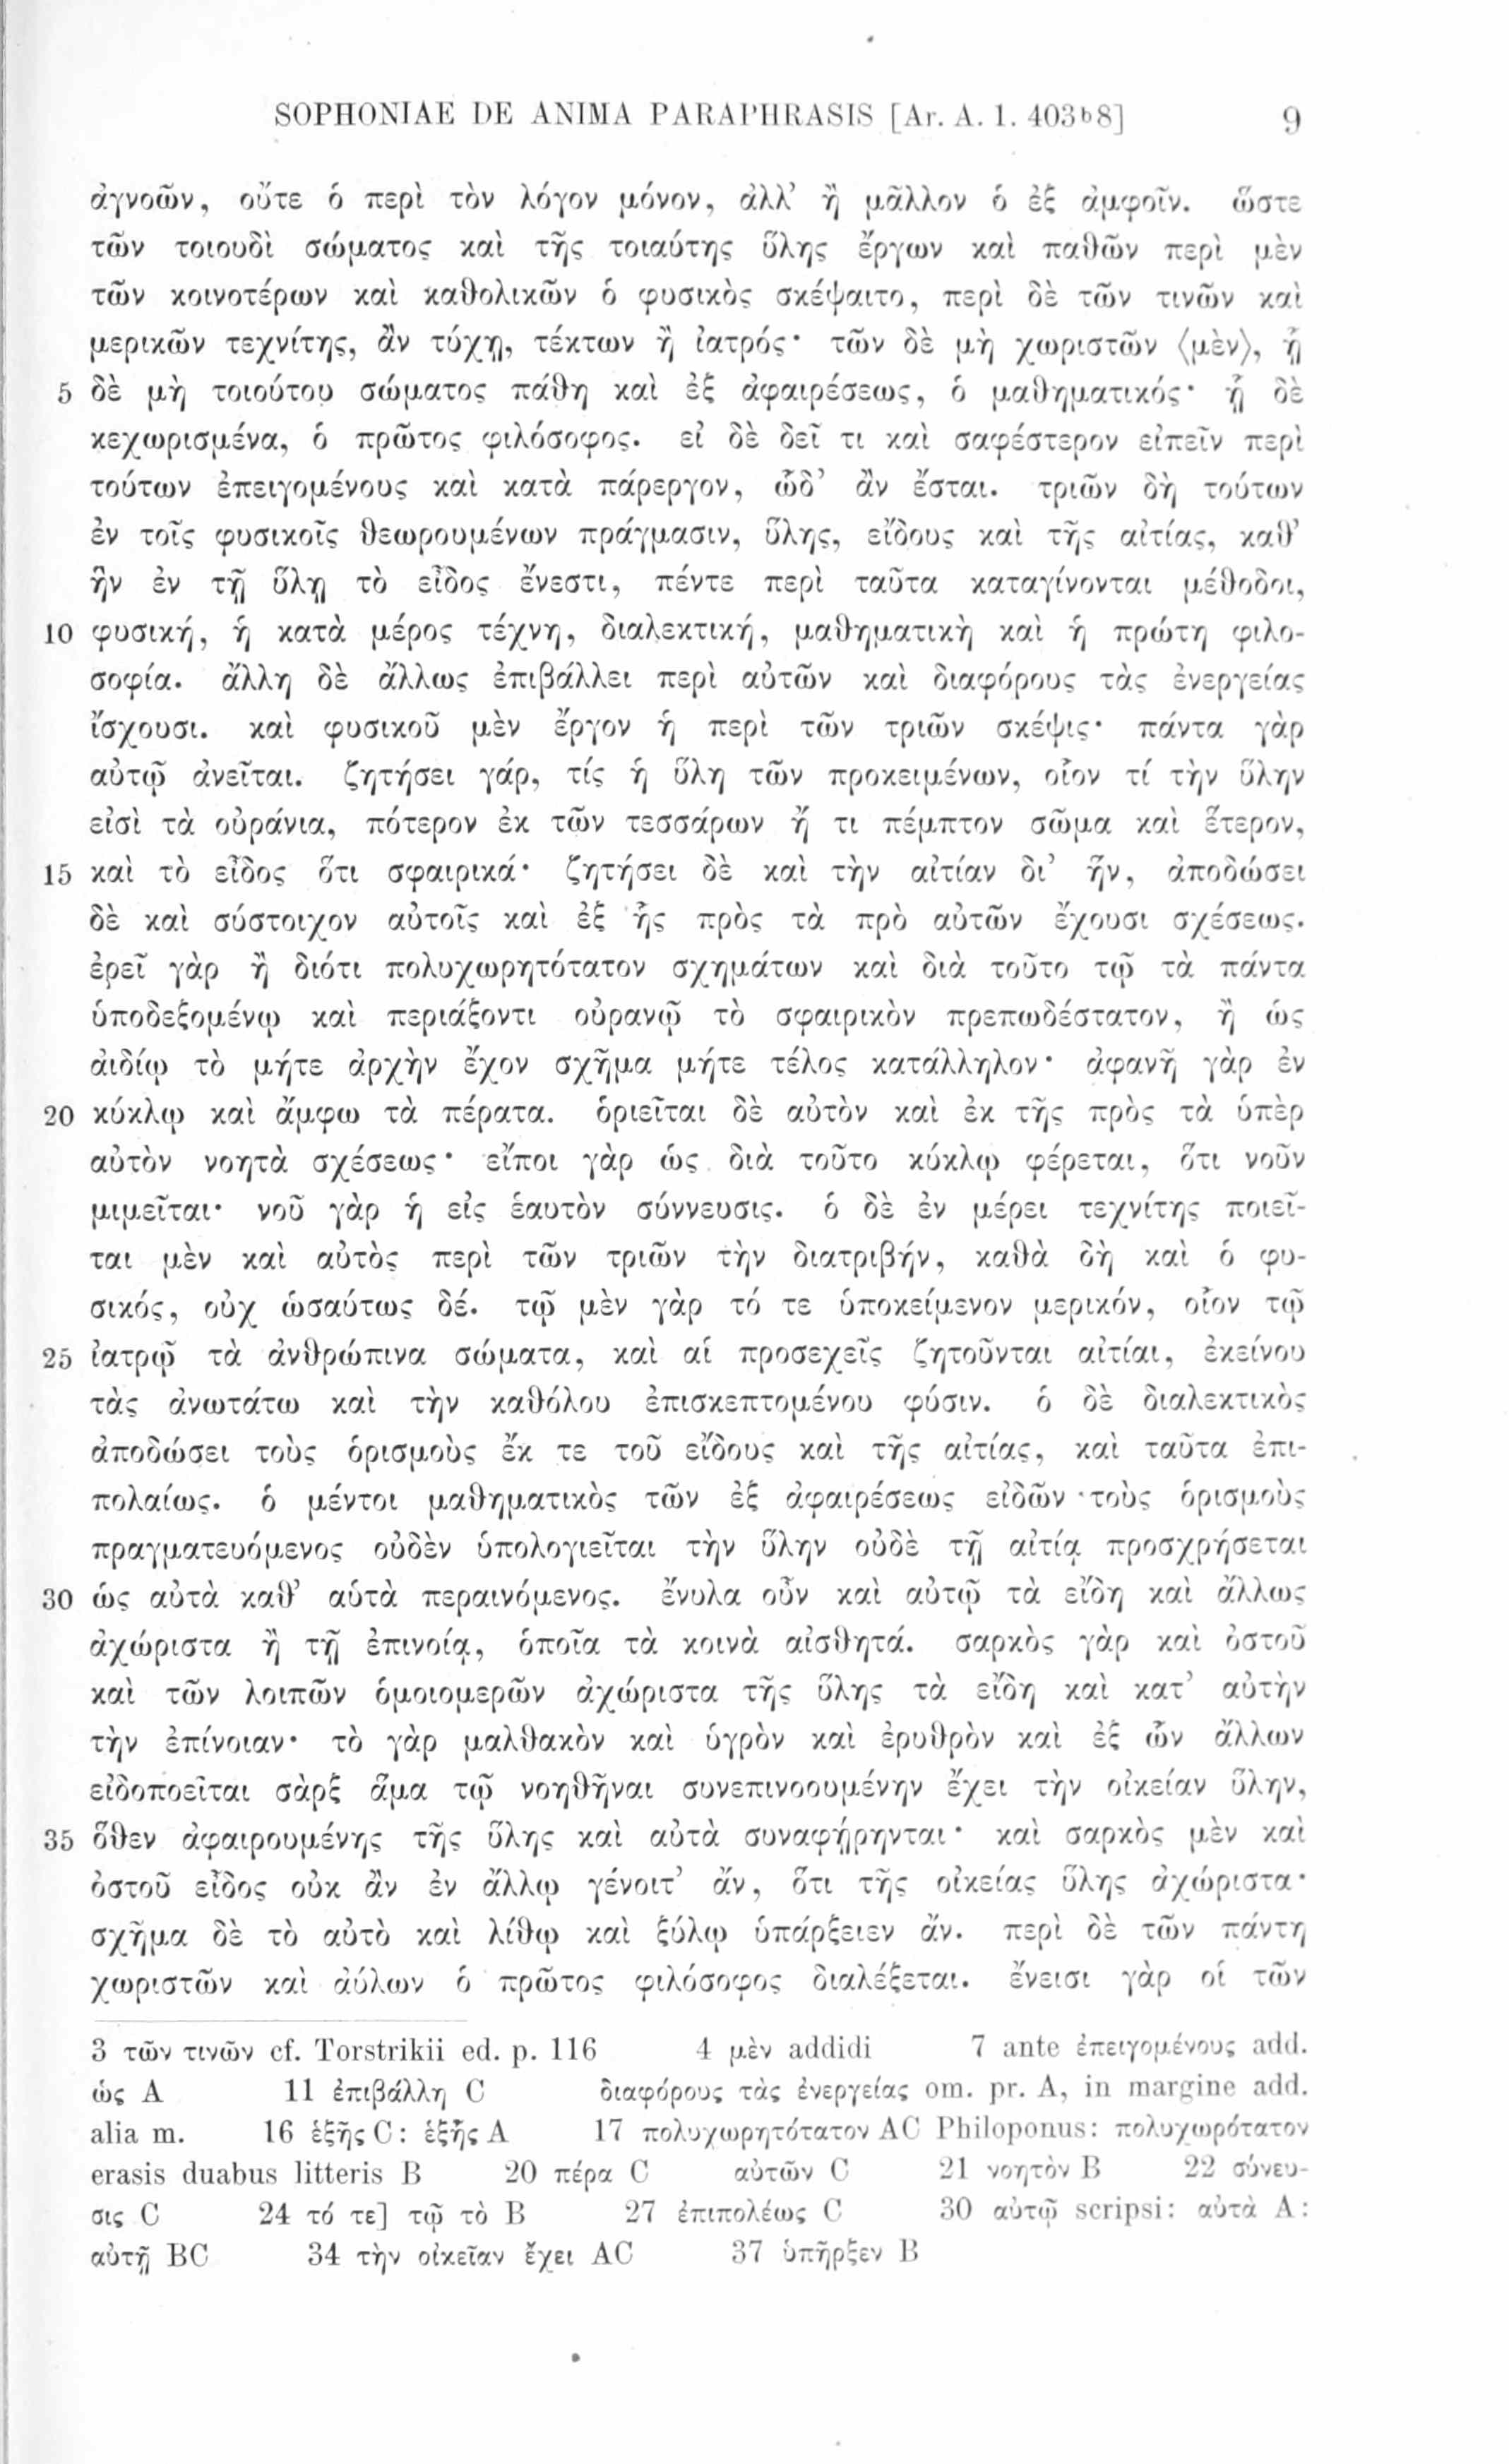 SOPHONIAE DE ANIMA PARAPHRASIS [Ar. A. 1. 403ᵇ8] 9
ἀγνοῶν, οὔτε ὁ περὶ τὸν λόγον μόνον, ἀλλ’ ἢ μᾶλλον ὁ ἐξ ἀμφοῖν. ὥστε
τῶν τοιουδὶ σώματος καὶ τῆς τοιαύτης ὕλης ἔργων καὶ παθῶν περὶ μὲν
τῶν κοινοτέρων καὶ καθολικῶν ὁ φυσικὸς σκέψαιτο, περὶ δὲ τῶν τινῶν καὶ
μερικῶν τεχνίτης, ἂν τύχῃ, τέκτων ἢ ἰατρός· τῶν δὲ μὴ χωριστῶν ⟨μὲν⟩, ᾗ
5 δὲ μὴ τοιούτου σώματος πάθη καὶ ἐξ ἀφαιρέσεως, ὁ μαθηματικός· ᾗ δὲ
κεχωρισμένα, ὁ πρῶτος φιλόσοφος. εἰ δὲ δεῖ τι καὶ σαφέστερον εἰπεῖν περὶ
τούτων ἐπειγομένους καὶ κατὰ πάρεργον, ὧδ’ ἂν ἔσται. τριῶν δὴ τούτων
ἐν τοῖς φυσικοῖς θεωρουμένων πράγμασιν, ὕλης, εἴδους καὶ τῆς αἰτίας, καθ’
ἣν ἐν τῇ ὕλῃ τὸ εἶδος ἔνεστι, πέντε περὶ ταῦτα καταγίνονται μέθοδοι,
10 φυσική, ἡ κατὰ μέρος τέχνη, διαλεκτική, μαθηματικὴ καὶ ἡ πρώτη φιλο-
σοφία. ἄλλη δὲ ἄλλως ἐπιβάλλει περὶ αὐτῶν καὶ διαφόρους τὰς ἐνεργείας
ἴσχουσι. καὶ φυσικοῦ μὲν ἔργον ἡ περὶ τῶν τριῶν σκέψις· πάντα γὰρ
αὐτῷ ἀνεῖται. ζητήσει γάρ, τίς ἡ ὕλη τῶν προκειμένων, οἷον τί τὴν ὕλην
εἰσὶ τὰ οὐράνια, πότερον ἐκ τῶν τεσσάρων ἤ τι πέμπτον σῶμα καὶ ἕτερον,
15 καὶ τὸ εἶδος ὅτι σφαιρικά· ζητήσει δὲ καὶ τὴν αἰτίαν δι’ ἥν, ἀποδώσει
δὲ καὶ σύστοιχον αὐτοῖς καὶ ἐξ ἧς πρὸς τὰ πρὸ αὐτῶν ἔχουσι σχέσεως.
ἐρεῖ γὰρ ἢ διότι πολυχωρητότατον σχημάτων καὶ διὰ τοῦτο τῷ τὰ πάντα
ὑποδεξομένῳ καὶ περιάξοντι οὐρανῷ τὸ σφαιρικὸν πρεπωδέστατον, ἢ ὡς
ἀιδίῳ τὸ μήτε ἀρχὴν ἔχον σχῆμα μήτε τέλος κατάλληλον· ἀφανῆ γὰρ ἐν
20 κύκλῳ καὶ ἄμφω τὰ πέρατα. ὁριεῖται δὲ αὐτὸν καὶ ἐκ τῆς πρὸς τὰ ὑπὲρ
αὐτὸν νοητὰ σχέσεως· εἴποι γὰρ ὡς διὰ τοῦτο κύκλῳ φέρεται, ὅτι νοῦν
μιμεῖται· νοῦ γὰρ ἡ εἰς ἑαυτὸν σύννευσις. ὁ δὲ ἐν μέρει τεχνίτης ποιεῖ-
ται μὲν καὶ αὐτὸς περὶ τῶν τριῶν τὴν διατριβήν, καθὰ δὴ καὶ ὁ φυ-
σικός, οὐχ ὡσαύτως δέ. τῷ μὲν γὰρ τό τε ὑποκείμενον μερικόν, οἷον τῷ
25 ἰατρῷ τὰ ἀνθρώπινα σώματα, καὶ αἱ προσεχεῖς ζητοῦνται αἰτίαι, ἐκείνου
τὰς ἀνωτάτω καὶ τὴν καθόλου ἐπισκεπτομένου φύσιν. ὁ δὲ διαλεκτικὸς
ἀποδώσει τοὺς ὁρισμοὺς ἔκ τε τοῦ εἴδους καὶ τῆς αἰτίας, καὶ ταῦτα ἐπι-
πολαίως. ὁ μέντοι μαθηματικὸς τῶν ἐξ ἀφαιρέσεως εἰδῶν τοὺς ὁρισμοὺς
πραγματευόμενος οὐδὲν ὑπολογιεῖται τὴν ὕλην οὐδὲ τῇ αἰτίᾳ προσχρήσεται
30 ὡς αὐτὰ καθ’ αὑτὰ περαινόμενος. ἔνυλα οὖν καὶ αὐτῷ τὰ εἴδη καὶ ἄλλως
ἀχώριστα ἢ τῇ ἐπινοίᾳ, ὁποῖα τὰ κοινὰ αἰσθητά. σαρκὸς γὰρ καὶ ὀστοῦ
καὶ τῶν λοιπῶν ὁμοιομερῶν ἀχώριστα τῆς ὕλης τὰ εἴδη καὶ κατ’ αὐτὴν
τὴν ἐπίνοιαν· τὸ γὰρ μαλθακὸν καὶ ὑγρὸν καὶ ἐρυθρὸν καὶ ἐξ ὧν ἄλλων
εἰδοποεῖται σὰρξ ἅμα τῷ νοηθῆναι συνεπινοουμένην ἔχει τὴν οἰκείαν ὕλην,
35 ὅθεν ἀφαιρουμένης τῆς ὕλης καὶ αὐτὰ συναφῄρηνται· καὶ σαρκὸς μὲν καὶ
ὀστοῦ εἶδος οὐκ ἂν ἐν ἄλλῳ γένοιτ’ ἄν, ὅτι τῆς οἰκείας ὕλης ἀχώριστα·
σχῆμα δὲ τὸ αὐτὸ καὶ λίθῳ καὶ ξύλῳ ὑπάρξειεν ἄν. περὶ δὲ τῶν πάντη
χωριστῶν καὶ ἀύλων ὁ πρῶτος φιλόσοφος διαλέξεται. ἔνεισι γὰρ οἱ τῶν
3 τῶν τινῶν cf. Torstrikii ed. p. 116 4 μὲν addidi 7 ante ἐπειγομένους add.
ὡς A 11 ἐπιβάλλη C διαφόρους τὰς ἐνεργείας om. pr. A, in margine add.
alia m. 16 ἑξῆς C: ἐξῆς A 17 πολυχωρητότατον AC Philoponus: πολυχωρότατον
erasis duabus litteris B 20 πέρα C αὐτῶν C 21 νοητὸν B 22 σύνευ-
σις C 24 τό τε] τῷ τὸ B 27 ἐπιπολέως C 30 αὐτῷ scripsi: αὐτὰ A:
αὐτῇ BC 34 τὴν οἰκεῖαν ἔχει AC 37 ὑπῆρξεν B